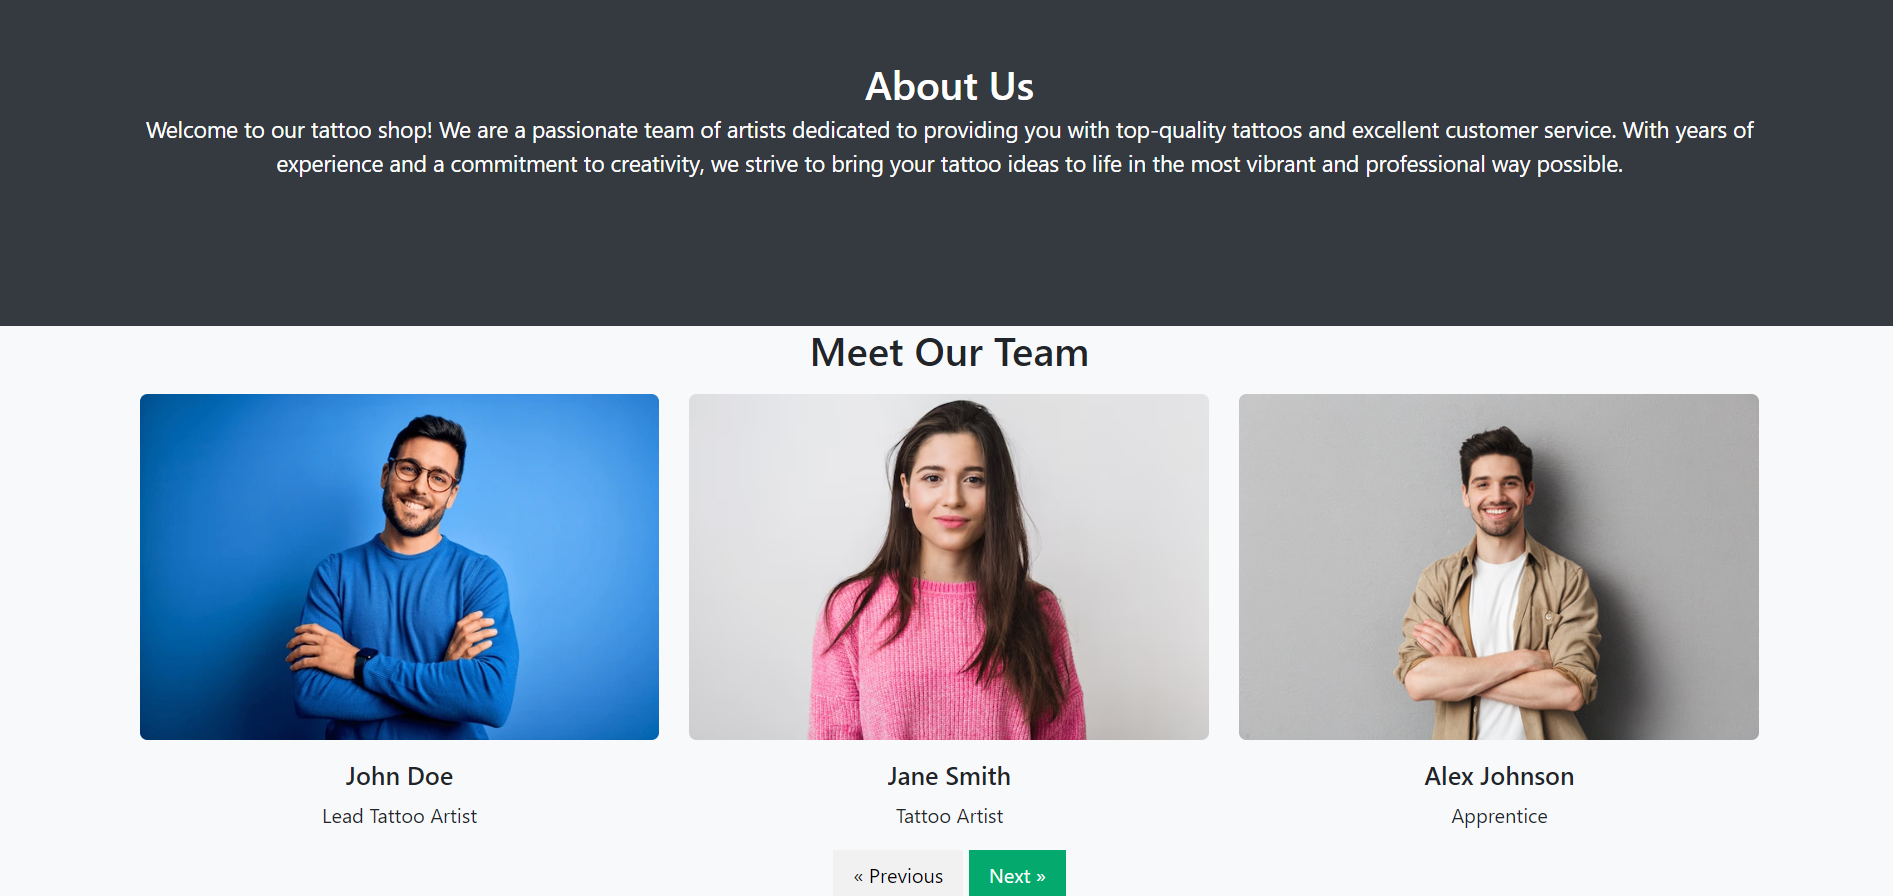 About Us
Welcome to our tattoo shop! We are a passionate team of artists dedicated to providing you with top-quality tattoos and excellent customer service. With years of
experience and a commitment to creativity, we strive to bring your tattoo ideas to life in the most vibrant and professional way possible.
Meet Our Team
John Doe
Lead Tattoo Artist
Jane Smith
Tattoo Artist
Alex Johnson
Apprentice
« Previous
Next »